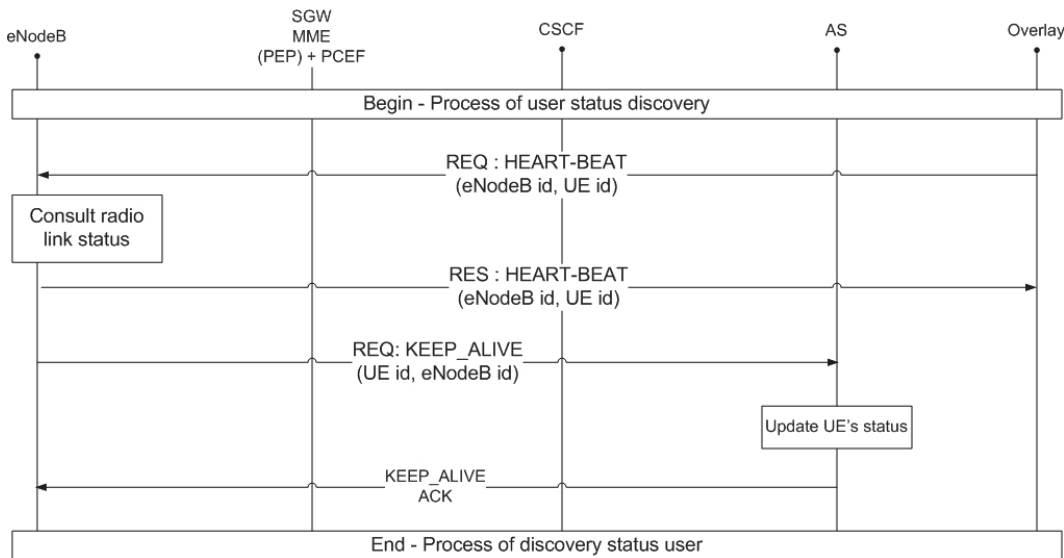 eNodeB
SGW
MME
(PEP) + PCEF
CSCF
AS
Overlay
Begin - Process of user status discovery
REQ : HEART-BEAT
(eNodeB id, UE id)
Consult radio
link status
RES : HEART-BEAT
(eNodeB id, UE id)
REQ: KEEP_ALIVE
(UE id, eNodeB id)
Update UE's status
KEEP_ALIVE
ACK
End - Process of discovery status user